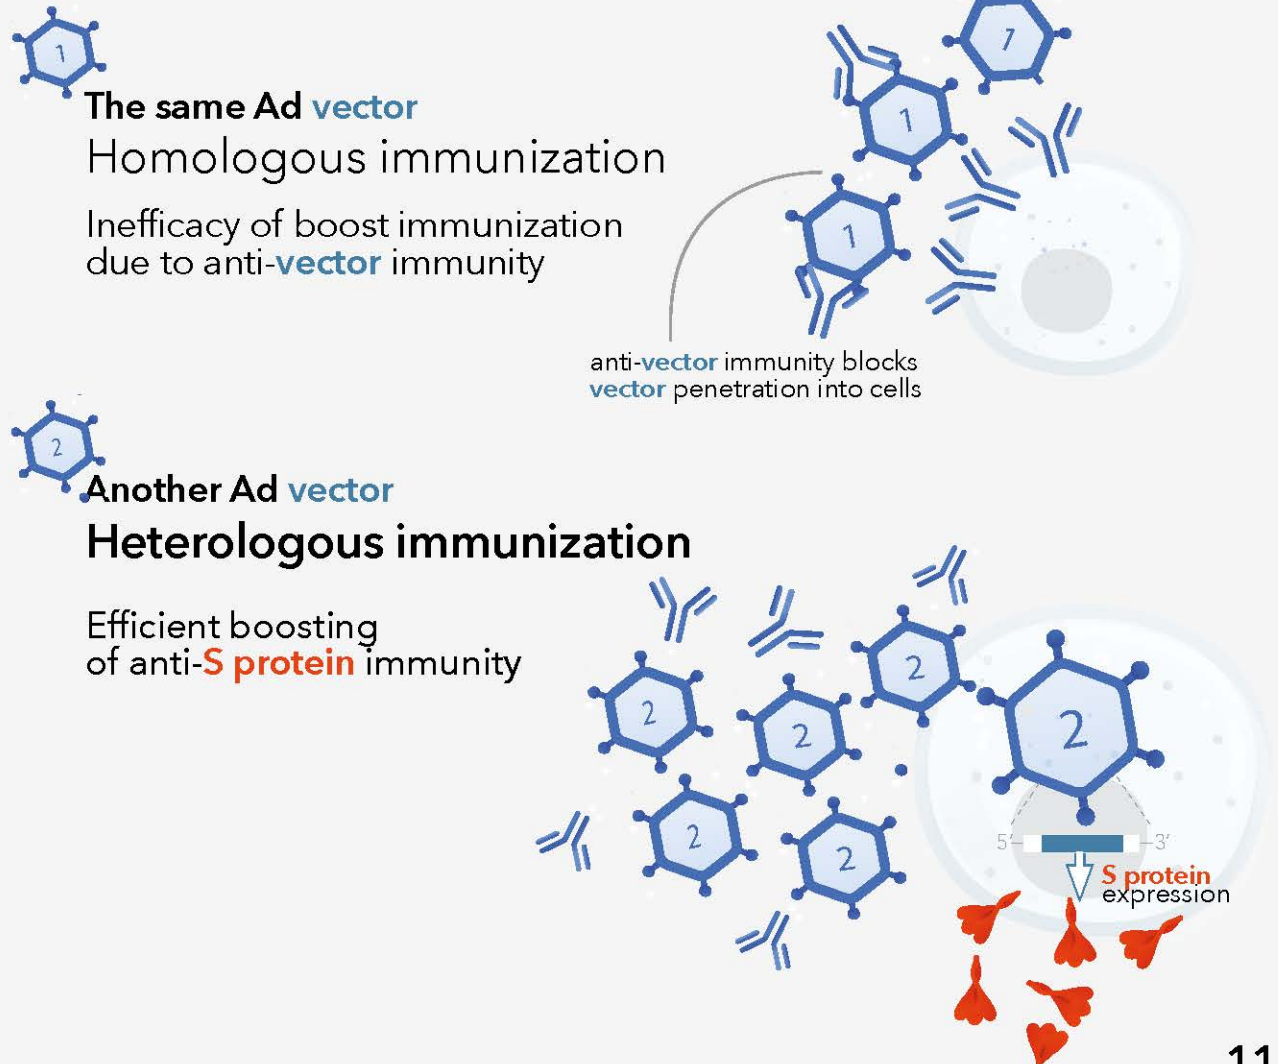 1
The same Ad vector
Homologous immunization
Inefficacy of boost immunization
due to anti-vector immunity
1
1
1
anti-vector immunity blocks
vector penetration into cells
2
Another Ad vector
Heterologous immunization
Efficient boosting
of anti-S protein immunity
2
2
2
2
2
2
5′ 3′
S protein
expression
11